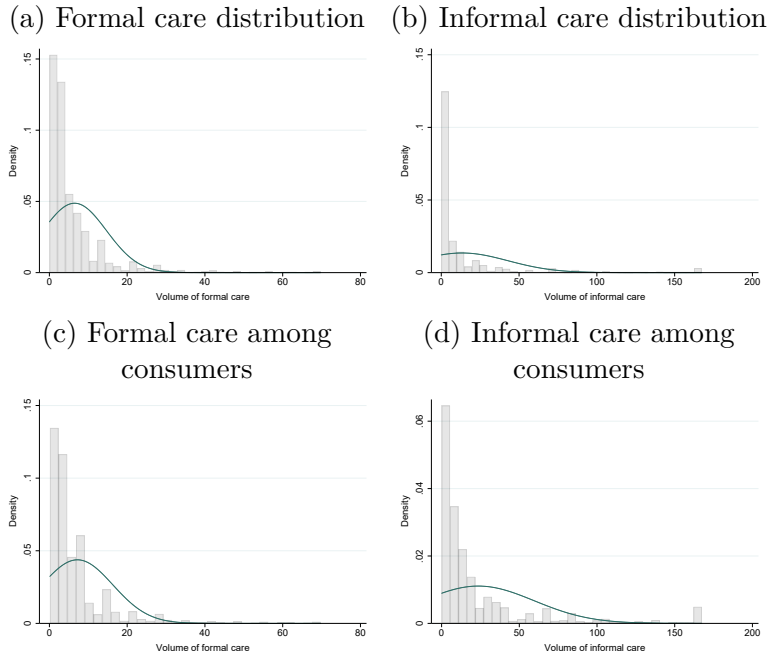 (a) Formal care distribution
(b) Informal care distribution
.15
.1
.05
0
Density
0 20 40 60 80
Volume of formal care
.15
.1
.05
0
Density
0 50 100 150 200
Volume of informal care
(c) Formal care among
consumers
(d) Informal care among
consumers
.15
.1
.05
0
Density
0 20 40 60 80
Volume of formal care
.06
.04
.02
0
Density
0 50 100 150 200
Volume of informal care